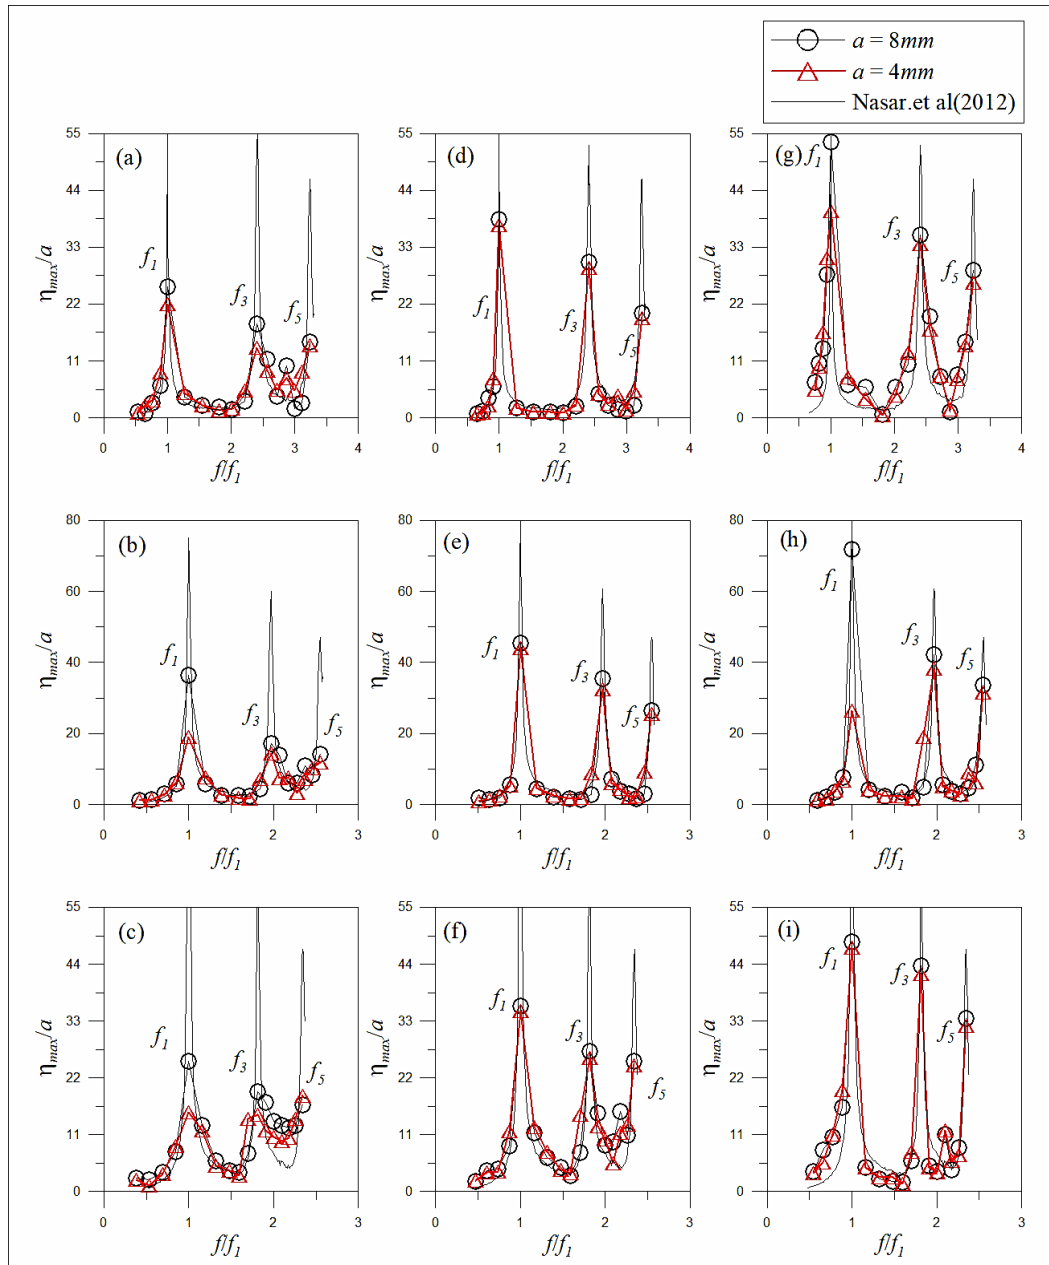 a = 8mm
a = 4mm
Nasar.et al(2012)
(a)
f1
f3
f5
55
44
33
22
11
0
ηmax/a
0 1 2 3 4
f/f1
(d)
f1
f3
f5
55
44
33
22
11
0
ηmax/a
0 1 2 3 4
f/f1
(g)
f1
f3
f5
55
44
33
22
11
0
ηmax/a
0 1 2 3 4
f/f1
(b)
f1
f3
f5
80
60
40
20
0
ηmax/a
0 1 2 3
f/f1
(e)
f1
f3
f5
80
60
40
20
0
ηmax/a
0 1 2 3
f/f1
(h)
f1
f3
f5
80
60
40
20
0
ηmax/a
0 1 2 3
f/f1
(c)
f1
f3
f5
55
44
33
22
11
0
ηmax/a
0 1 2 3
f/f1
(f)
f1
f3
f5
55
44
33
22
11
0
ηmax/a
0 1 2 3
f/f1
(i)
f1
f3
f5
55
44
33
22
11
0
ηmax/a
0 1 2 3
f/f1